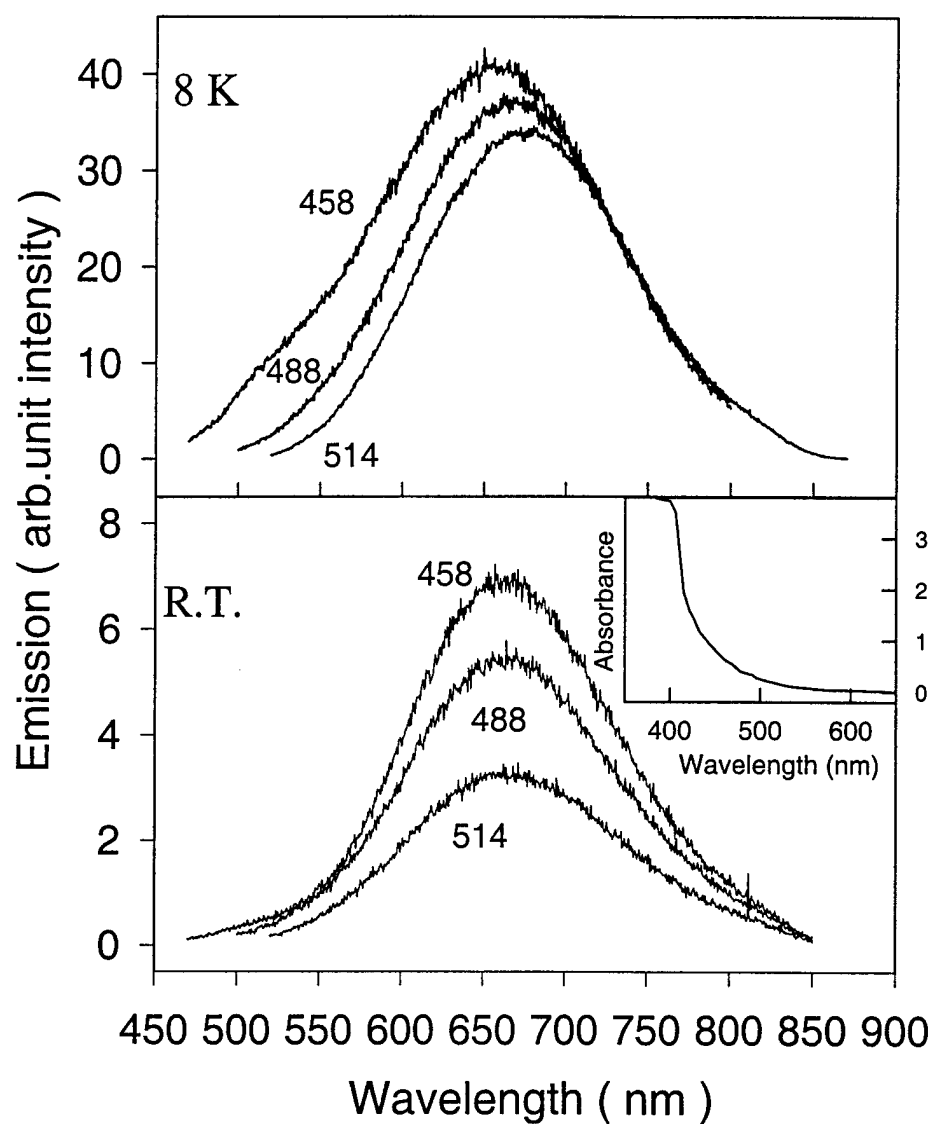 Emission ( arb.unit intensity )
8 K
40
30
20
10
0
458
488
514
R.T.
8
6
4
2
0
458
488
514
Absorbance
3
2
1
0
400 500 600
Wavelength (nm)
450 500 550 600 650 700 750 800 850 900
Wavelength ( nm )